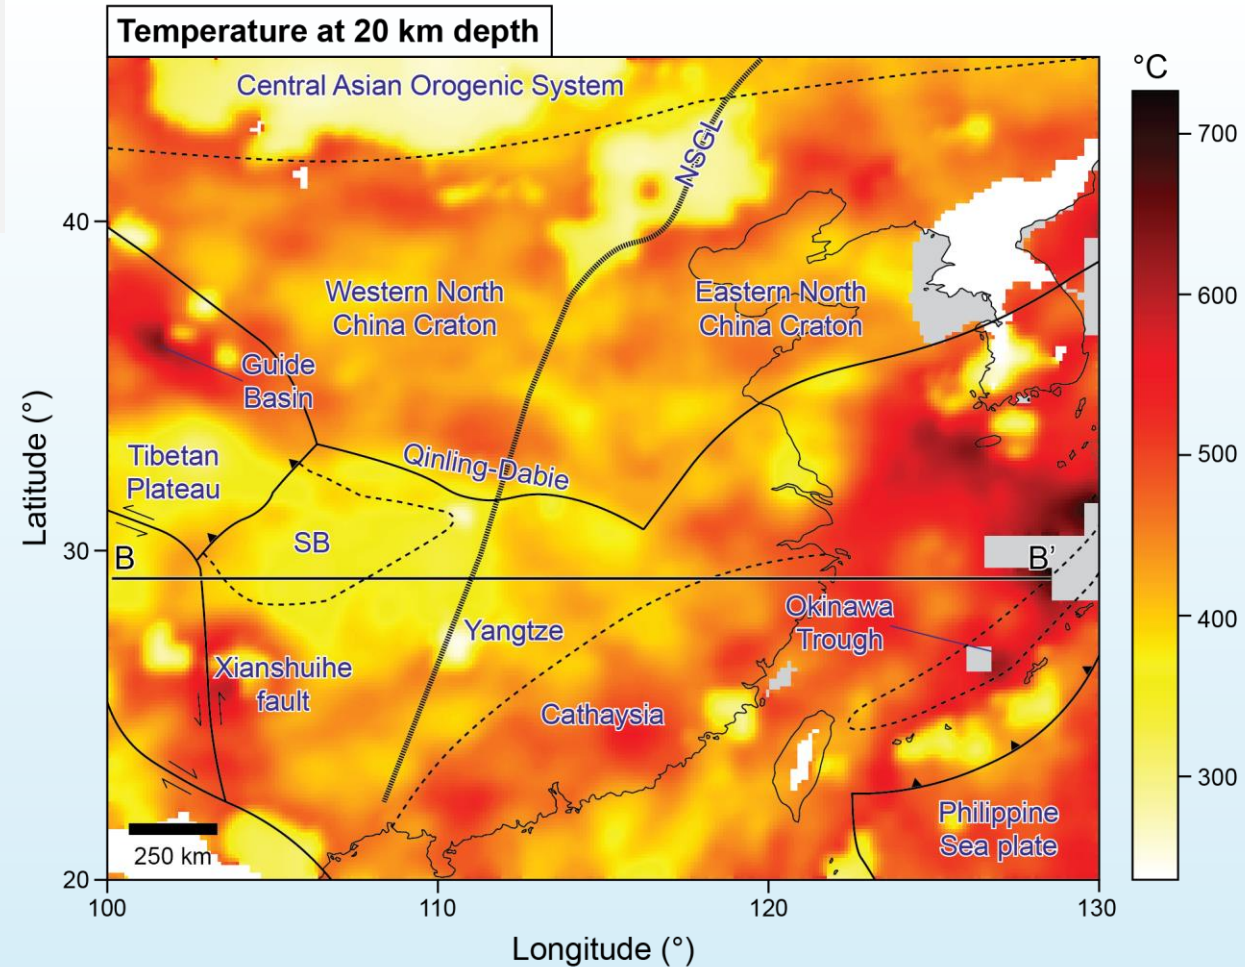 Temperature at 20 km depth
°C
Central Asian Orogenic System
NSGL
700
40
Western North
China Craton
Eastern North
China Craton
600
Guide
Basin
Tibetan
Plateau
Qinling-Dabie
500
Latitude (°)
SB
30
B
B’
Okinawa
Trough
Yangtze
400
Xianshuihe
fault
Cathaysia
300
Philippine
Sea plate
250 km
20
100
110
120
130
Longitude (°)